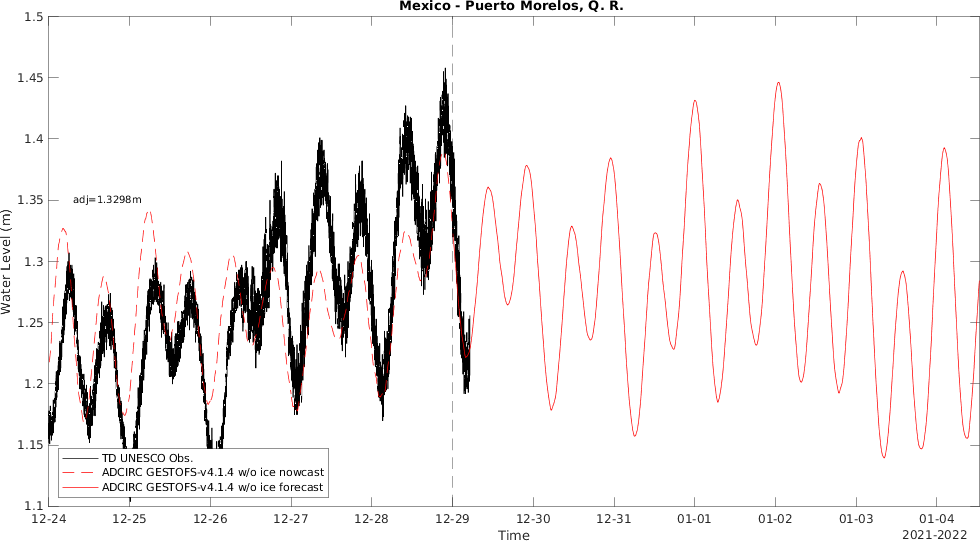 Mexico - Puerto Morelos, Q. R.
1.5
1.45
1.4
1.35
1.3
1.25
1.2
1.15
1.1
Water Level (m)
adj=1.3298m
TD UNESCO Obs.
ADCIRC GESTOFS-v4.1.4 w/o ice nowcast
ADCIRC GESTOFS-v4.1.4 w/o ice forecast
12-24 12-25 12-26 12-27 12-28 12-29 12-30 12-31 01-01 01-02 01-03 01-04
Time
2021-2022